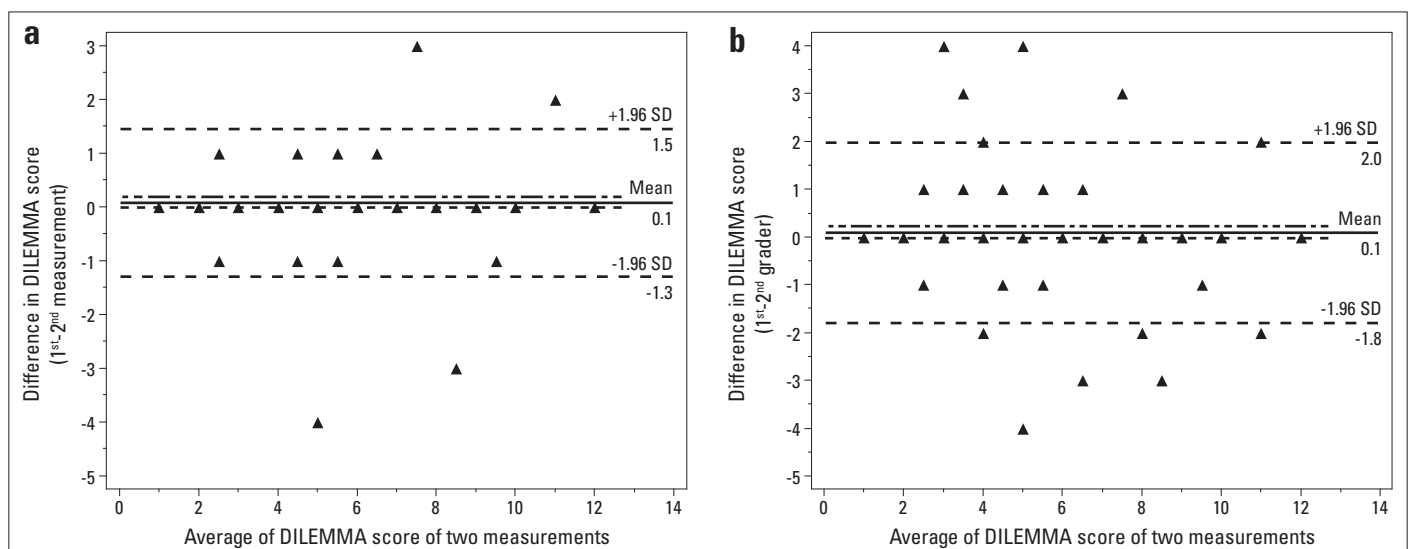 a
Difference in DILEMMA score
(1st-2nd measurement)
3
2
1
0
-1
-2
-3
-4
-5
+1.96 SD
1.5
Mean
0.1
-1.96 SD
-1.3
0 2 4 6 8 10 12 14
Average of DILEMMA score of two measurements
b
Difference in DILEMMA score
(1st-2nd grader)
4
3
2
1
0
-1
-2
-3
-4
-5
+1.96 SD
2.0
Mean
0.1
-1.96 SD
-1.8
0 2 4 6 8 10 12 14
Average of DILEMMA score of two measurements